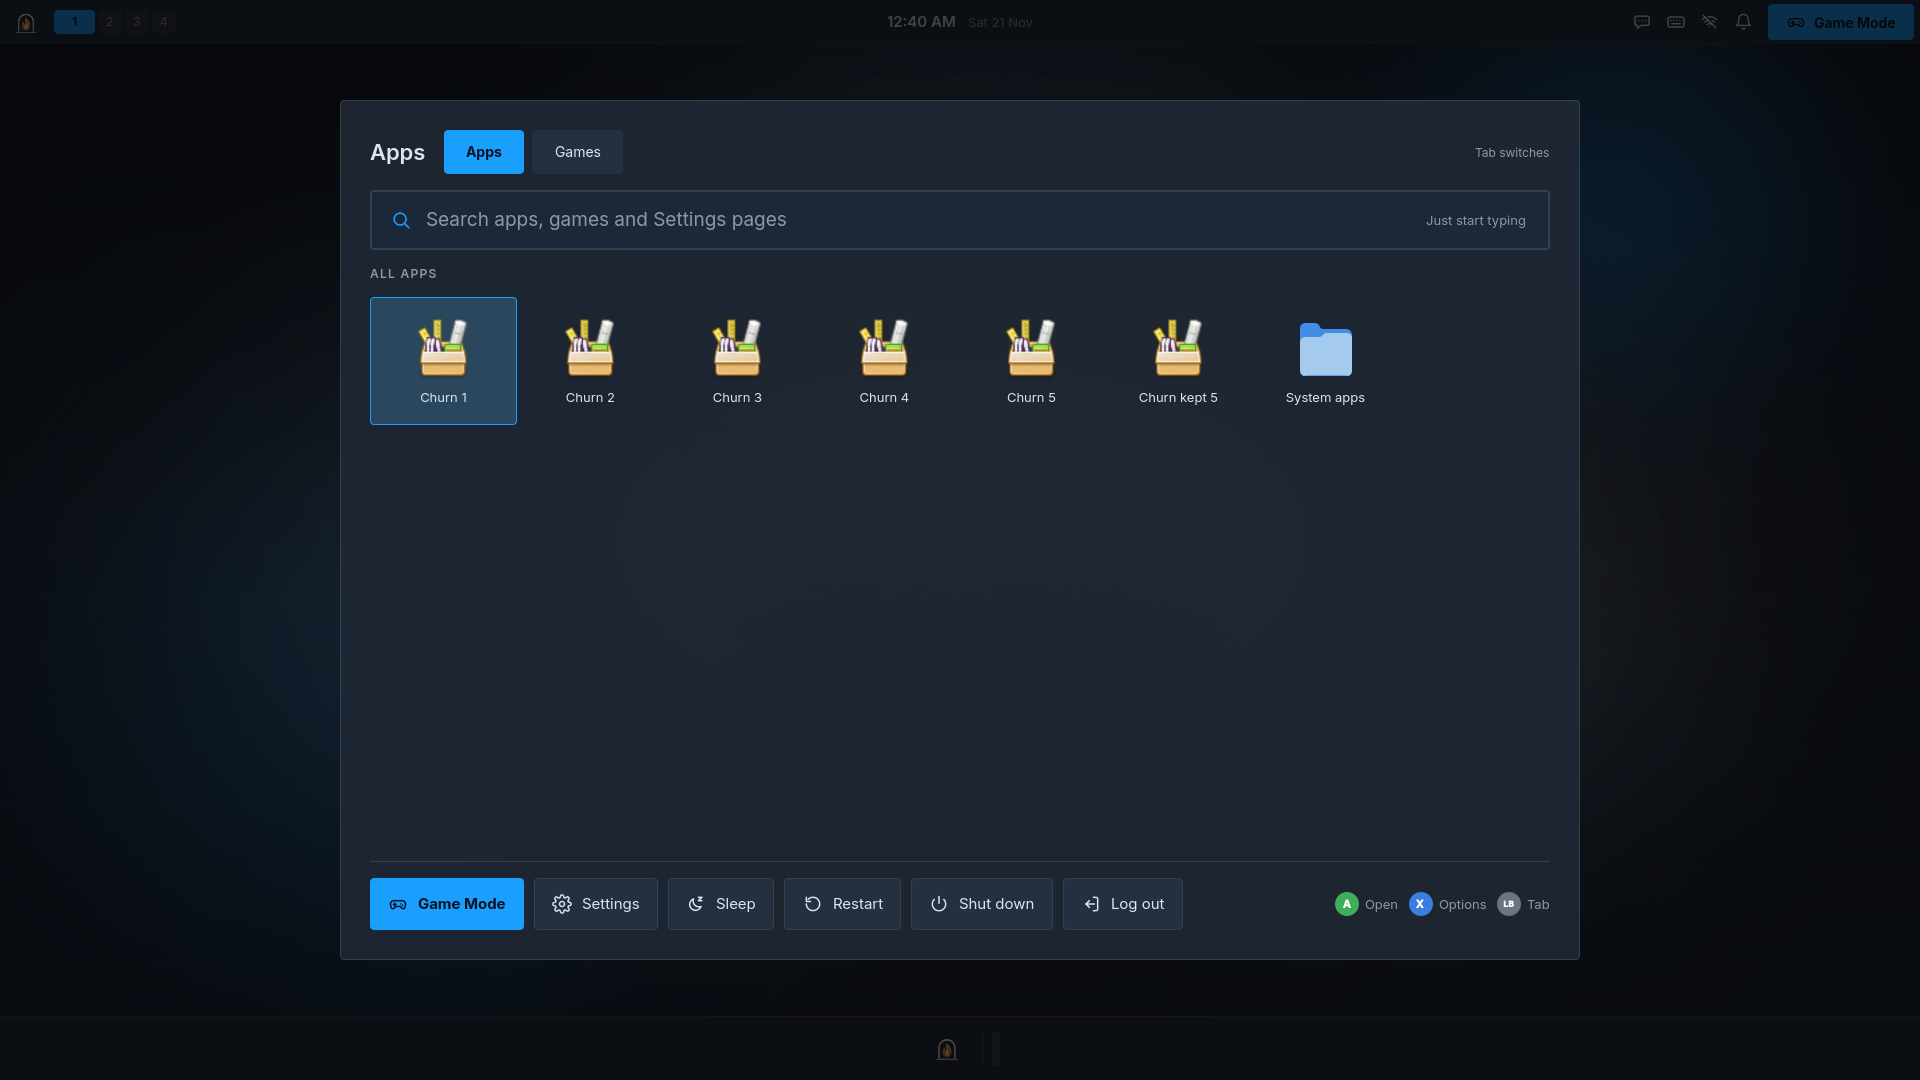 1 2 3 4 12:40 AM Sat 21 Nov Game Mode
Apps Apps Games Tab switches
Search apps, games and Settings pages Just start typing
ALL APPS
Churn 1 Churn 2 Churn 3 Churn 4 Churn 5 Churn kept 5 System apps
Game Mode Settings Sleep Restart Shut down Log out A Open X Options LB Tab